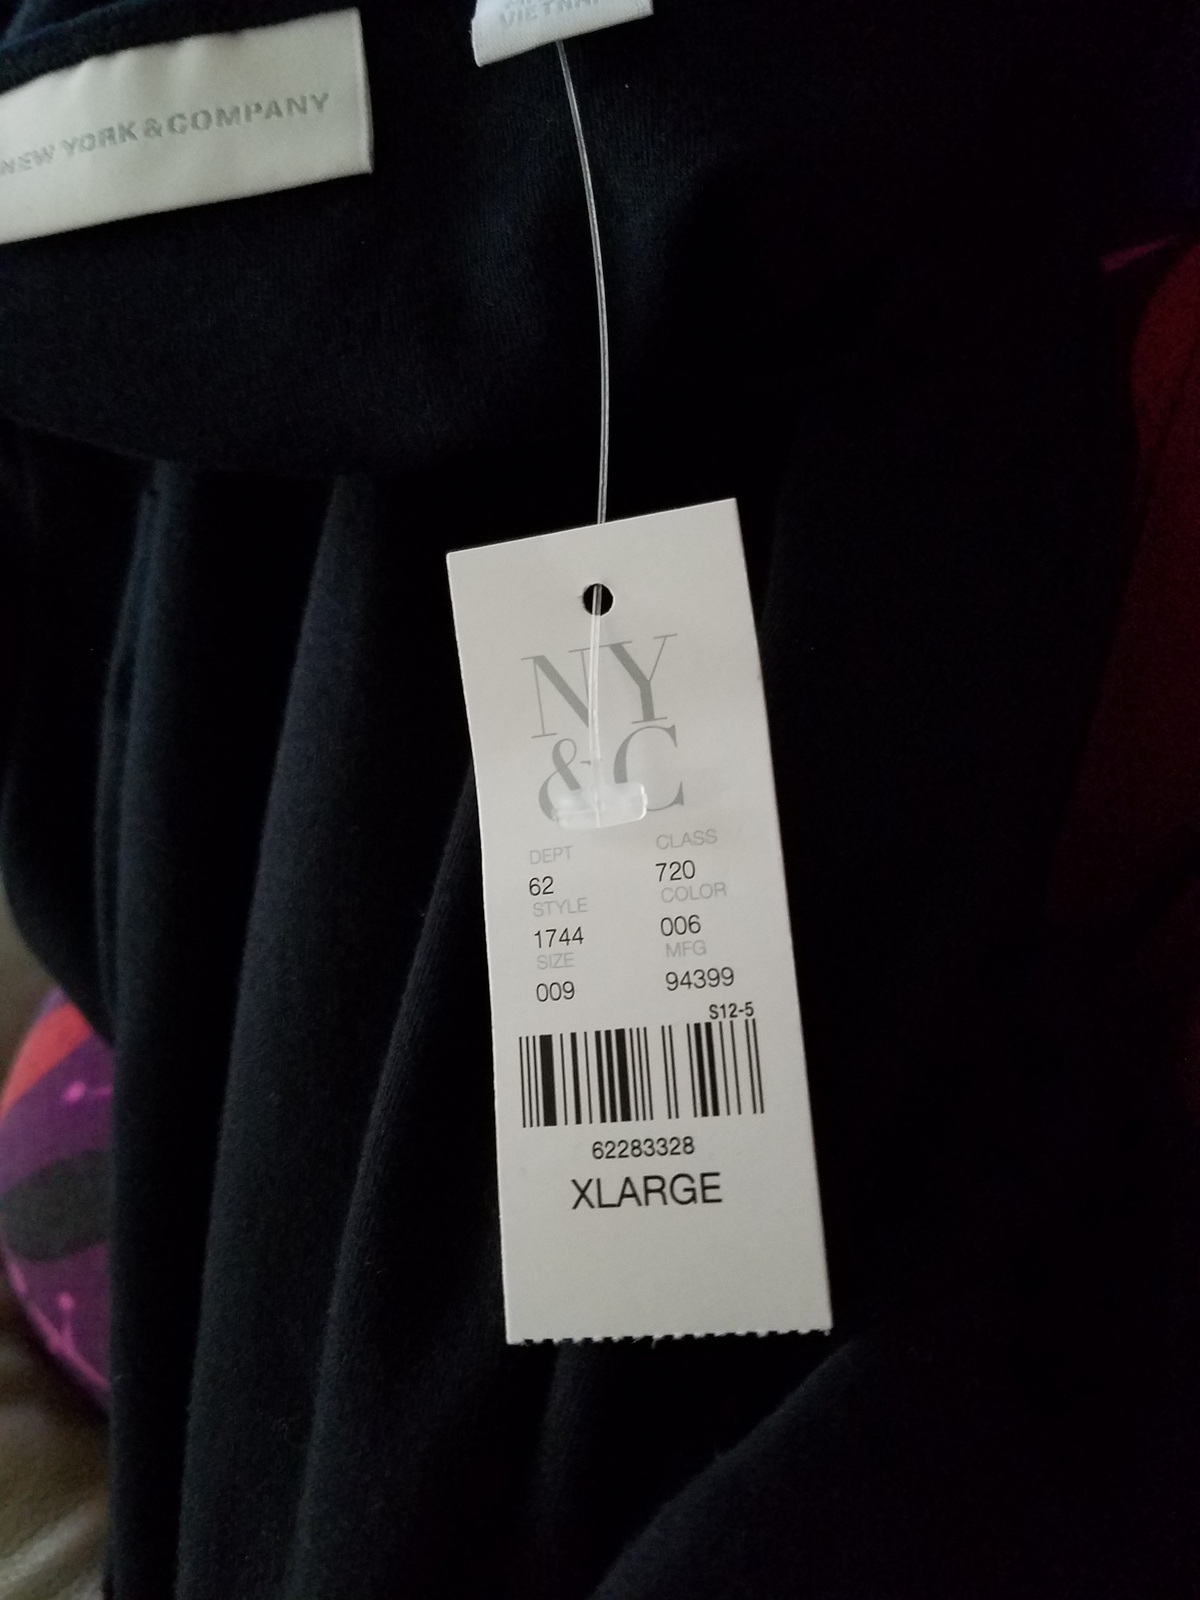 VIETNAM
NEW YORK & COMPANY
NY
&C
DEPT CLASS
62 720
STYLE COLOR
1744 006
SIZE MFG
009 94399
S12-5
62283328
XLARGE